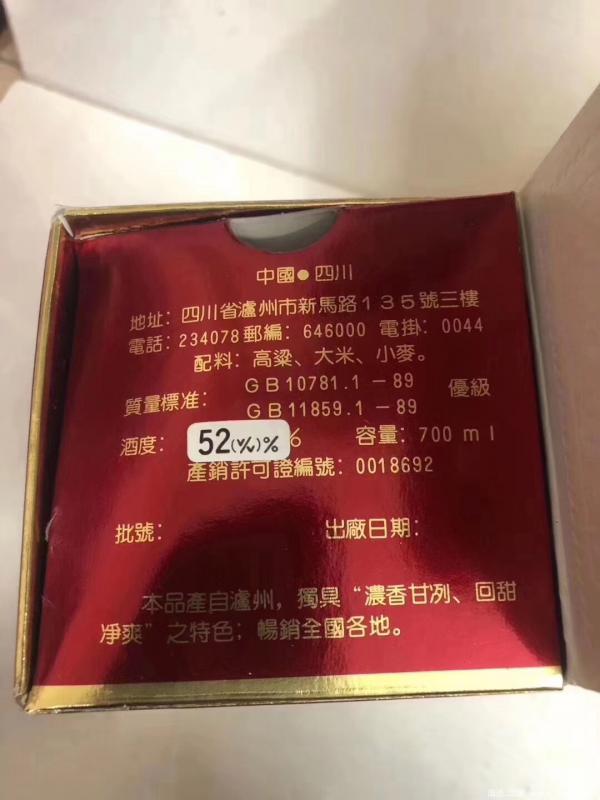 中國●四川
地址：四川省瀘州市新馬路１３５號三樓
電話：234078 郵編：646000 電掛：0044
配料：高粱、大米、小麥。
質量標准：GB10781.1－89 優級
GB11859.1－89
酒度：52(V/V)% % 容量：700ml
產銷許可證編號：0018692
批號： 出廠日期：
本品產自瀘州，獨具“濃香甘冽、回甜
凈爽”之特色；暢銷全國各地。